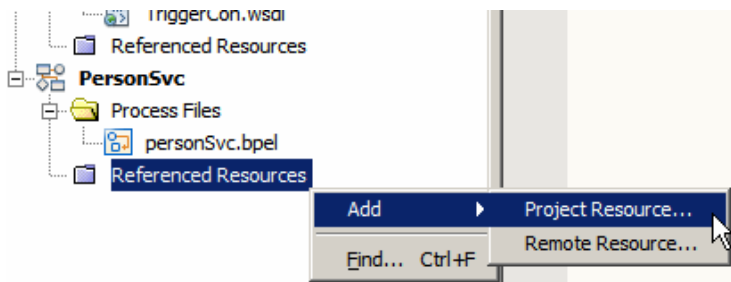 TriggerCon.wsdl
Referenced Resources
PersonSvc
Process Files
personSvc.bpel
Referenced Resources
Add Project Resource...
Remote Resource...
Find... Ctrl+F